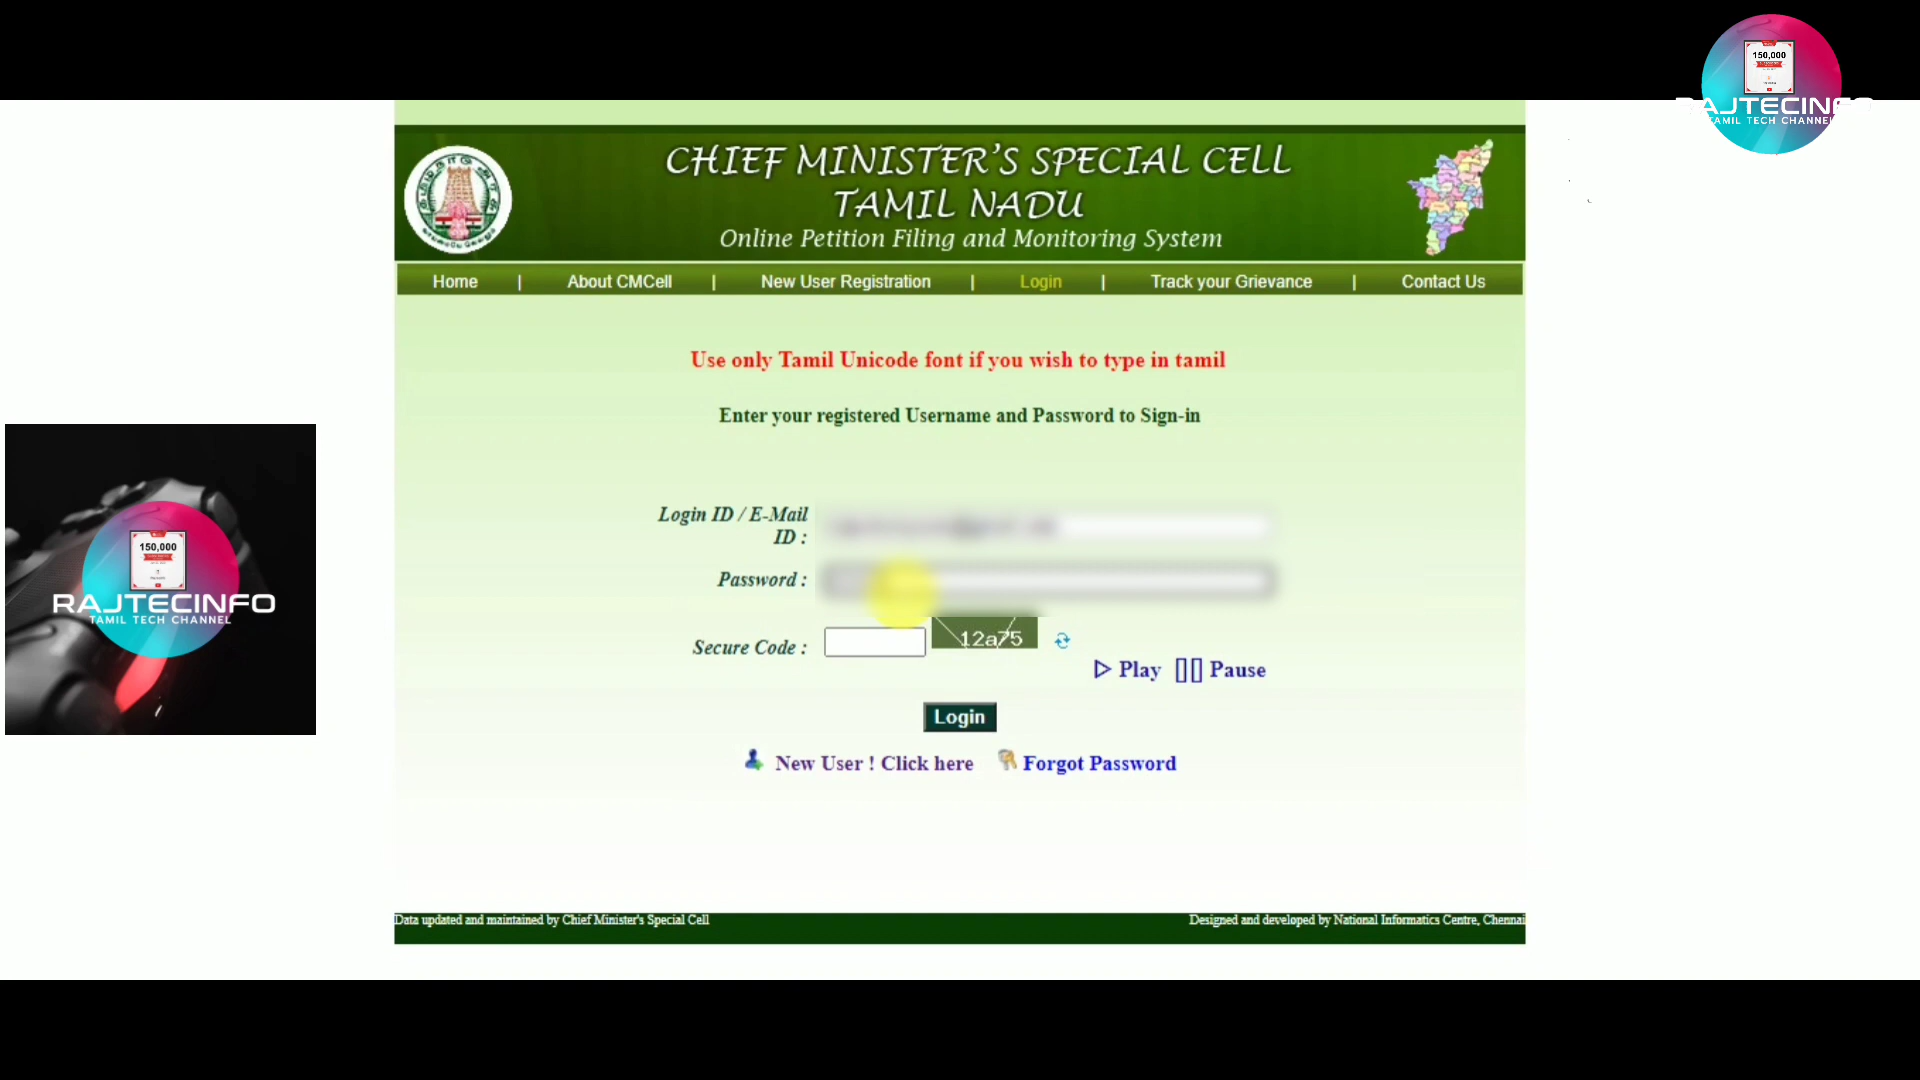 150,000
RAJTECINFO
TAMIL TECH CHANNEL
CHIEF MINISTER'S SPECIAL CELL
TAMIL NADU
Online Petition Filing and Monitoring System
Home | About CMCell | New User Registration | Login | Track your Grievance | Contact Us
Use only Tamil Unicode font if you wish to type in tamil
Enter your registered Username and Password to Sign-in
Login ID / E-Mail
ID :
Password :
Secure Code : 12a75
Play Pause
Login
New User ! Click here Forgot Password
150,000
RAJTECINFO
TAMIL TECH CHANNEL
Data updated and maintained by Chief Minister's Special Cell
Designed and developed by National Informatics Centre, Chennai